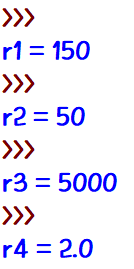 >>>
r1 = 150
>>>
r2 = 50
>>>
r3 = 5000
>>>
r4 = 2.0